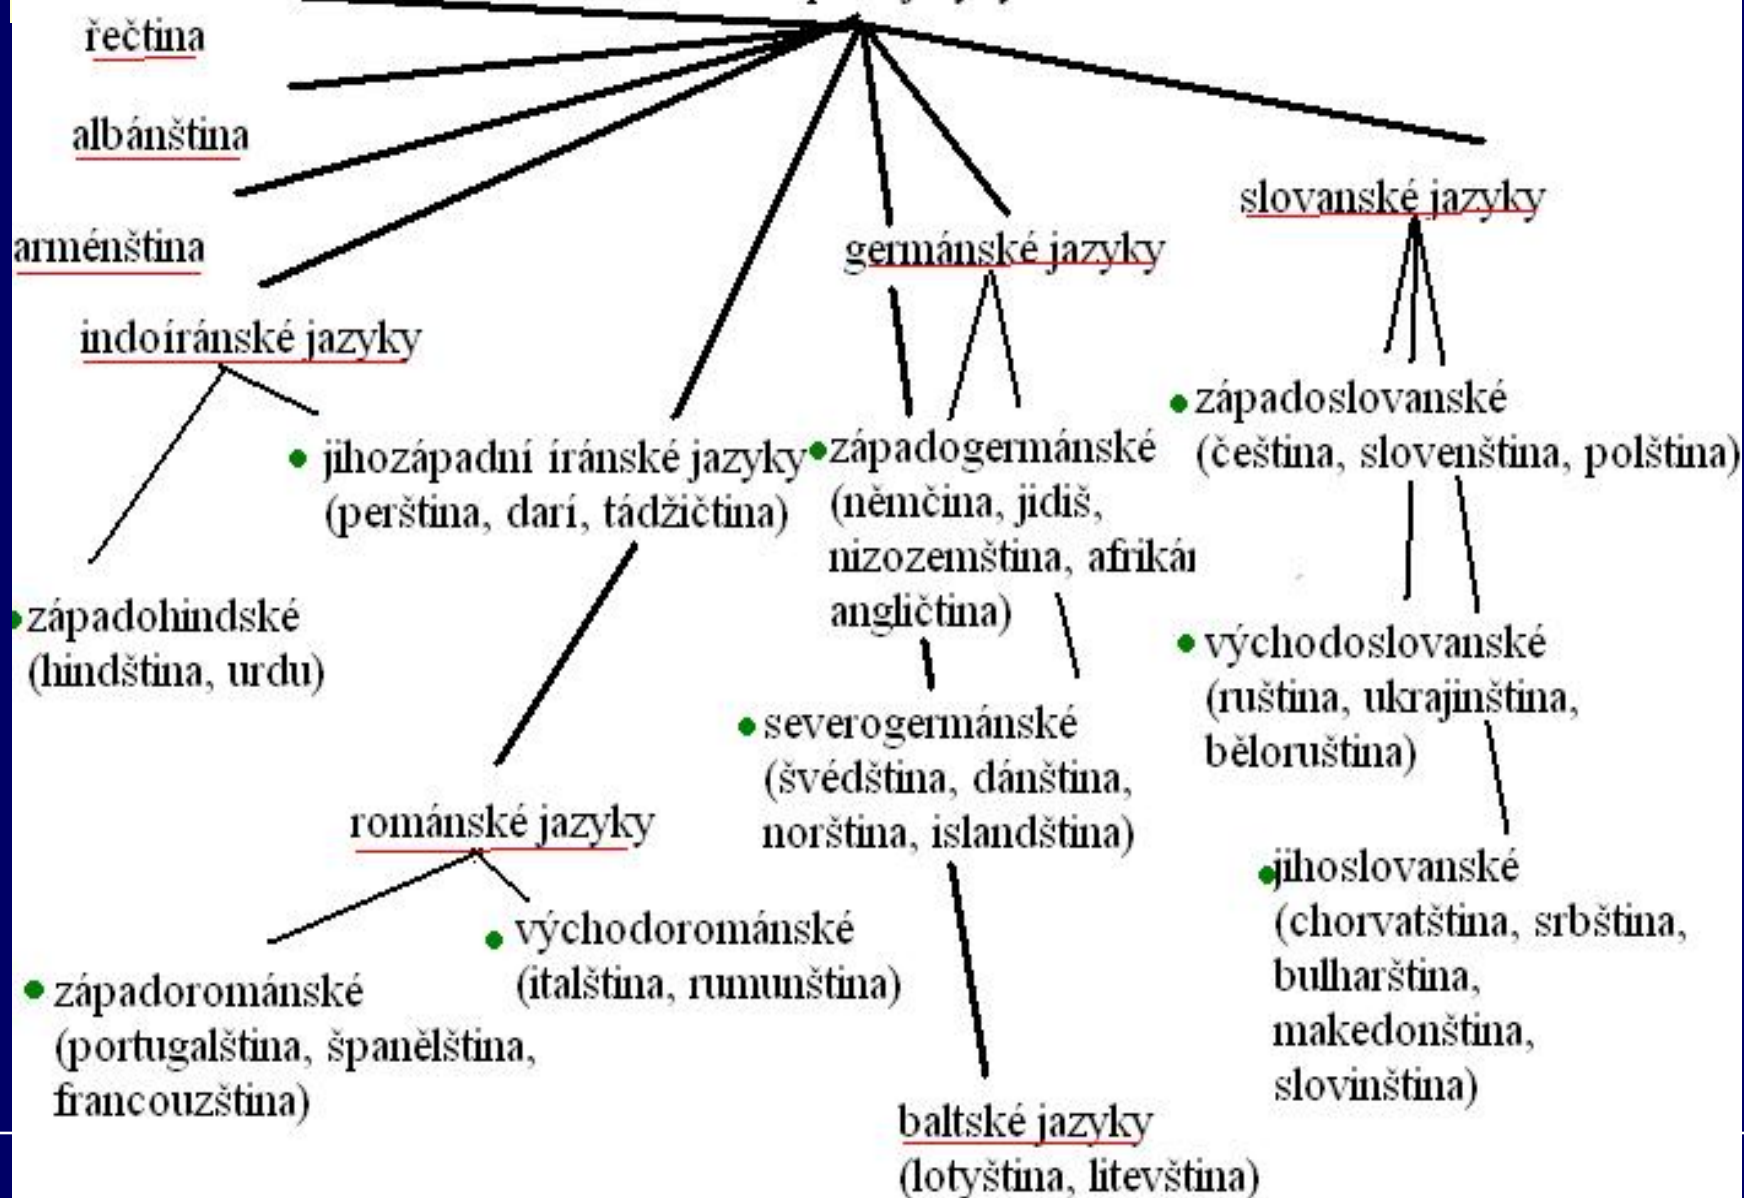 řečtina
albánština
arménština
indoíránské jazyky
jihozápadní íránské jazyky
(perština, darí, tádžičtina)
západohindské
(hindština, urdu)
románské jazyky
západorománské
(portugalština, španělština,
francouzština)
východorománské
(italština, rumunština)
germánské jazyky
západogermánské
(němčina, jidiš,
nizozemština,
angličtina)
severogermánské
(švédština, dánština,
norština, islandština)
baltské jazyky
(lotyština, litevština)
slovanské jazyky
západoslovanské
(čeština, slovenština, polština)
východoslovanské
(ruština, ukrajinština,
běloruština)
jihoslovanské
(chorvatština, srbština,
bulharština,
makedonština,
slovinština)